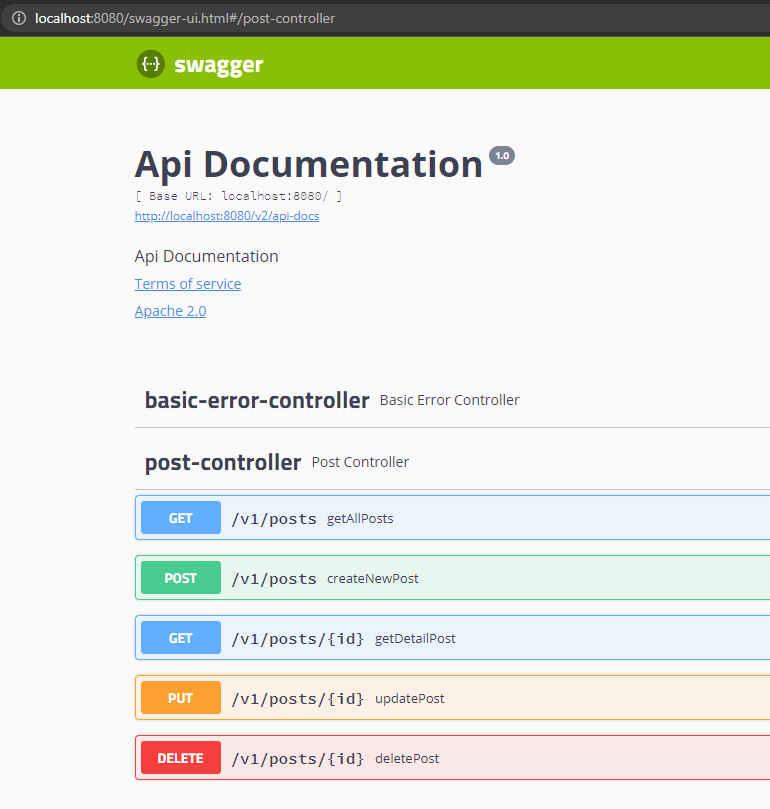 localhost:8080/swagger-ui.html#/post-controller
{··} swagger
Api Documentation 1.0
[ Base URL: localhost:8080/ ]
http://localhost:8080/v2/api-docs
Api Documentation
Terms of service
Apache 2.0
basic-error-controller Basic Error Controller
post-controller Post Controller
GET /v1/posts getAllPosts
POST /v1/posts createNewPost
GET /v1/posts/{id} getDetailPost
PUT /v1/posts/{id} updatePost
DELETE /v1/posts/{id} deletePost